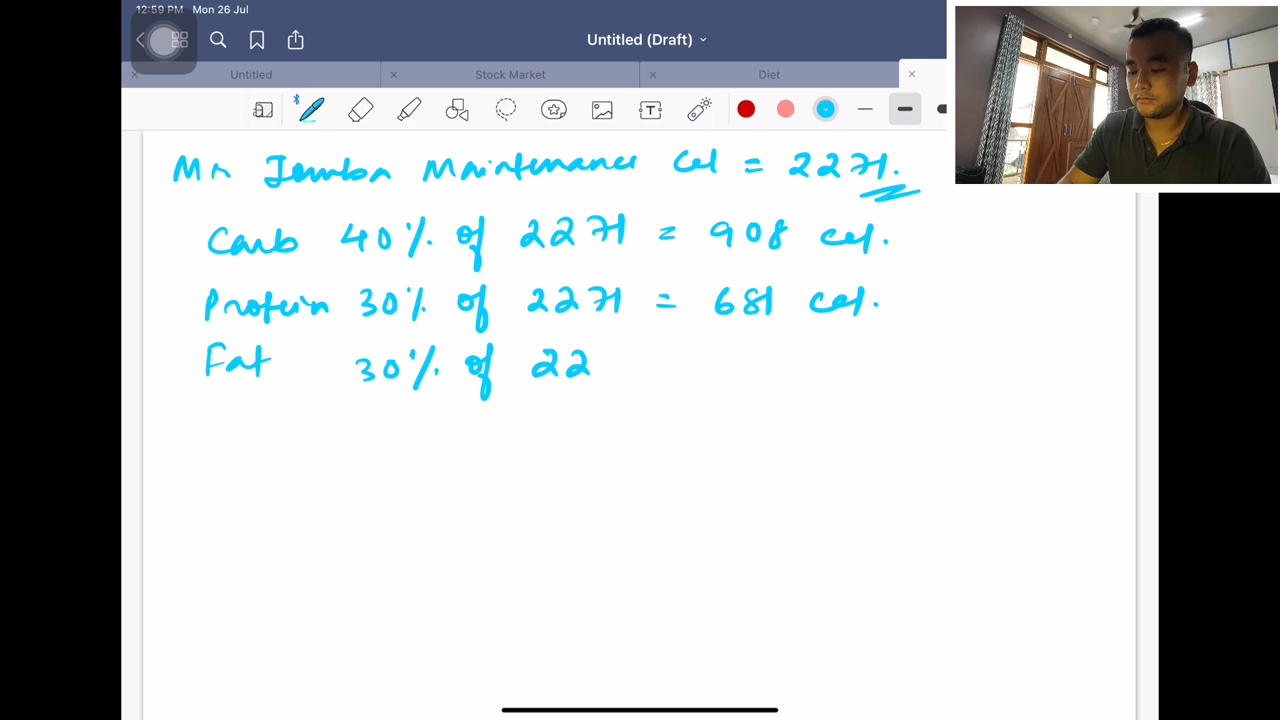 12:59 PM Mon 26 Jul
Untitled (Draft)
Untitled
Stock Market
Diet
Mr Maintenance Cal = 2271.
Carb 40% of 2271 = 908 cal.
Protein 30% of 2271 = 681 cal.
Fat 30% of 22